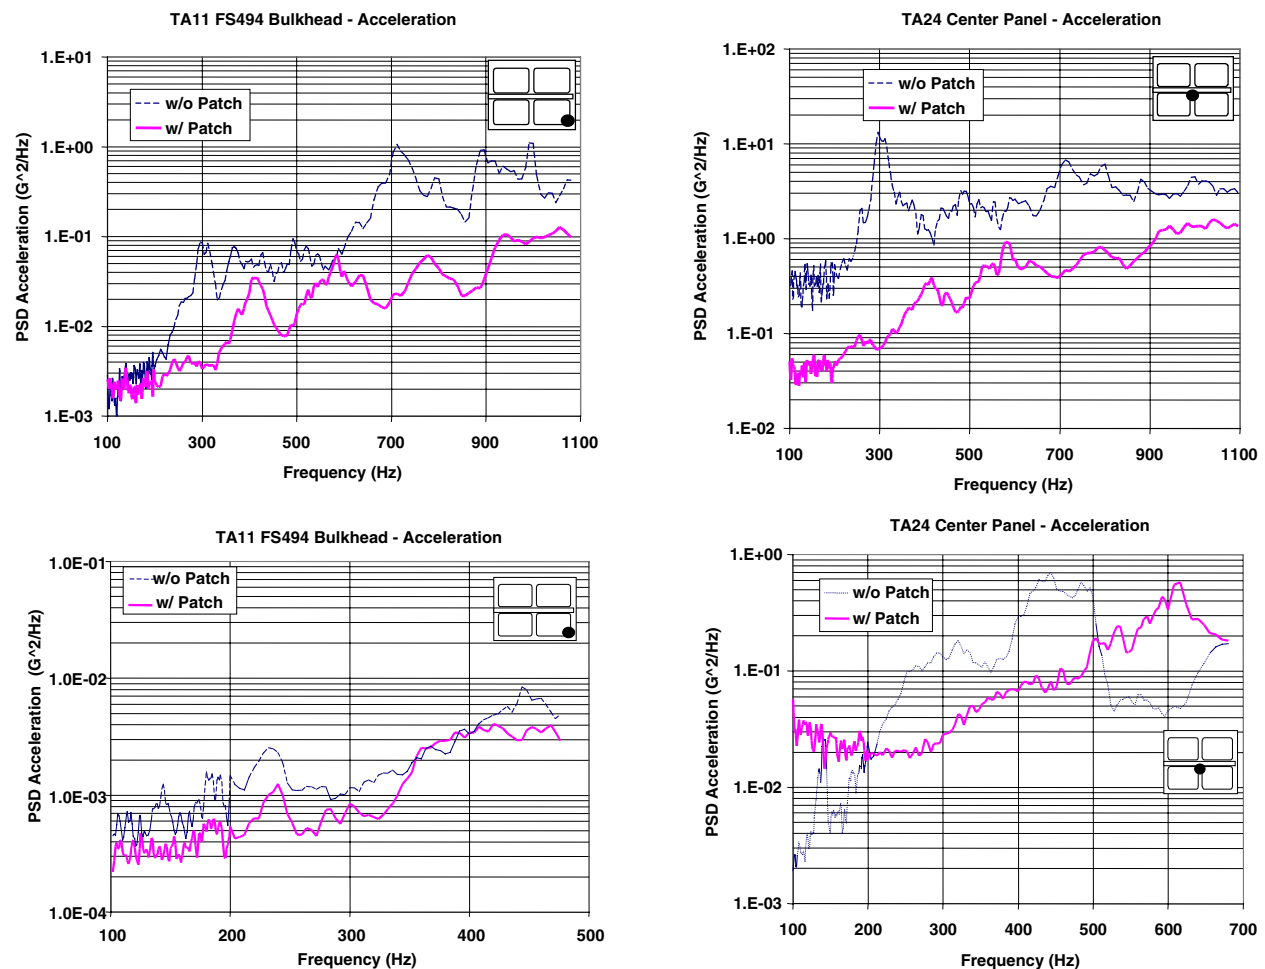 TA11 FS494 Bulkhead - Acceleration
1.E+01
1.E+00
1.E-01
1.E-02
1.E-03
PSD Acceleration (G^2/Hz)
w/o Patch
w/ Patch
100 300 500 700 900 1100
Frequency (Hz)
TA24 Center Panel - Acceleration
1.E+02
1.E+01
1.E+00
1.E-01
1.E-02
PSD Acceleration (G^2/Hz)
w/o Patch
w/ Patch
100 300 500 700 900 1100
Frequency (Hz)
TA11 FS494 Bulkhead - Acceleration
1.0E-01
1.0E-02
1.0E-03
1.0E-04
PSD Acceleration (G^2/Hz)
w/o Patch
w/ Patch
100 200 300 400 500
Frequency (Hz)
TA24 Center Panel - Acceleration
1.E+00
1.E-01
1.E-02
1.E-03
PSD Acceleration (G^2/Hz)
w/o Patch
w/ Patch
100 200 300 400 500 600 700
Frequency (Hz)